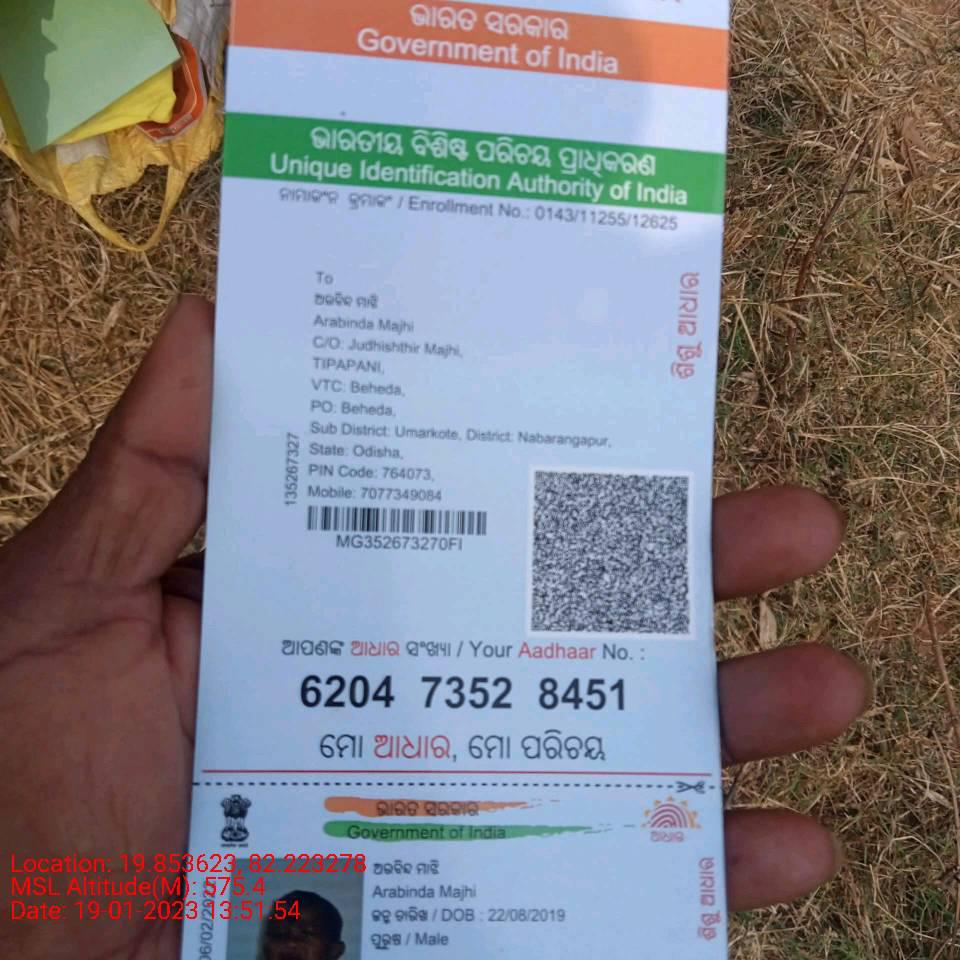 ଭାରତ ସରକାର
Government of India
ଭାରତୀୟ ବିଶିଷ୍ଟ ପରିଚୟ ପ୍ରାଧିକରଣ
Unique Identification Authority of India
ନାମାକଂନ କ୍ରମାକଂ / Enrollment No.: 0143/11255/12625
To
ଅରବିନ୍ଦ ମାଝି
Arabinda Majhi
C/O: Judhishthir Majhi,
TIPAPANI,
VTC: Beheda,
PO: Beheda,
Sub District: Umarkote, District: Nabarangapur,
State: Odisha,
PIN Code: 764073,
Mobile: 7077349084
135267327
MG352673270FI
ଶିଶୁ ଆଧାର
ଆପଣଙ୍କ ଆଧାର ସଂଖ୍ୟା / Your Aadhaar No. :
6204 7352 8451
ମୋ ଆଧାର, ମୋ ପରିଚୟ
ଭାରତ ସରକାର
Government of India
ଆଧାର
ଅରବିନ୍ଦ ମାଝି
Arabinda Majhi
ଜନ୍ମ ତାରିଖ / DOB : 22/08/2019
ପୁରୁଷ / Male
ଶିଶୁ ଆଧାର
Location: 19.853623, 82.223278
MSL Altitude(M): 575.4
Date: 19-01-2023 13:51.54